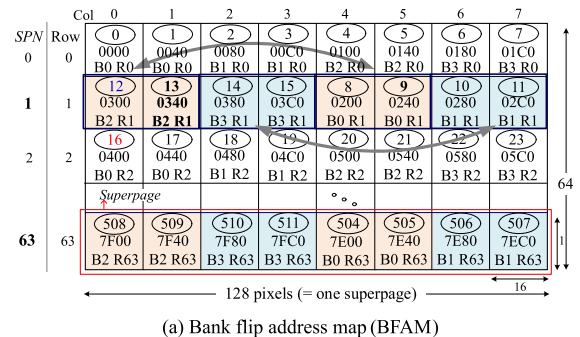 Col 0 1 2 3 4 5 6 7
SPN Row
0 1 2 3 4 5 6 7
0 0 0000 0040 0080 00C0 0100 0140 0180 01C0
B0 R0 B0 R0 B1 R0 B1 R0 B2 R0 B2 R0 B3 R0 B3 R0
12 13 14 15 8 9 10 11
1 1 0300 0340 0380 03C0 0200 0240 0280 02C0
B2 R1 B2 R1 B3 R1 B3 R1 B0 R1 B0 R1 B1 R1 B1 R1
16 17 18 19 20 21 22 23
2 2 0400 0440 0480 04C0 0500 0540 0580 05C0
B0 R2 B0 R2 B1 R2 B1 R2 B2 R2 B2 R2 B3 R2 B3 R2
64
Superpage
508 509 510 511 504 505 506 507
63 63 7F00 7F40 7F80 7FC0 7E00 7E40 7E80 7EC0 1
B2 R63 B2 R63 B3 R63 B3 R63 B0 R63 B0 R63 B1 R63 B1 R63
16
128 pixels (= one superpage)
(a) Bank flip address map (BFAM)